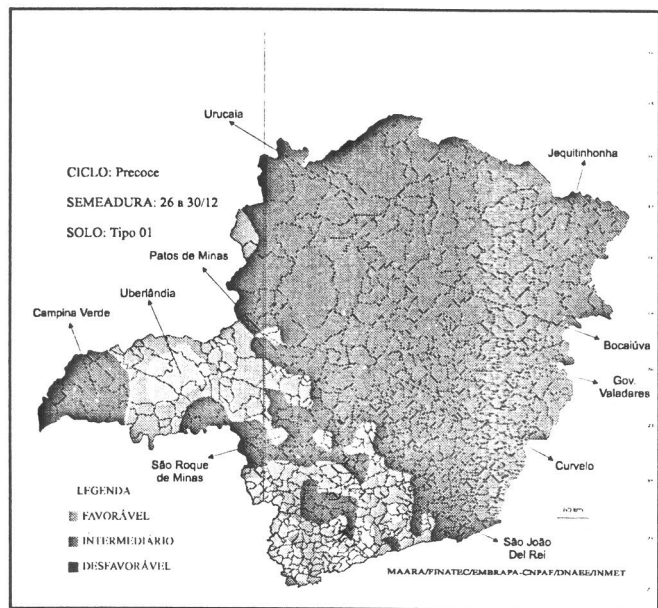 Urucaia
Jequitinhonha
CICLO: Precoce
SEMEADURA: 26 a 30/12
SOLO: Tipo 01
Patos de Minas
Uberlândia
Campina Verde
Bocaiúva
Gov.
Valadares
São Roque
de Minas
Curvelo
LEGENDA
FAVORÁVEL
INTERMEDIÁRIO
DESFAVORÁVEL
São João
Del Rei
MAARA/FINATEC/EMBRAPA-CNPAF/DNAEE/INMET